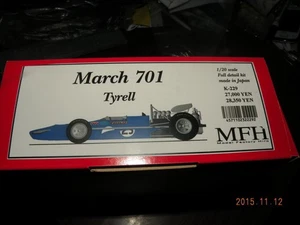 March 701
Tyrell
1/20 scale
Full detail kit
made in Japan
K-229
27,000 YEN
28,350 YEN
MFH
Model Factory Hiro
2015.11.12